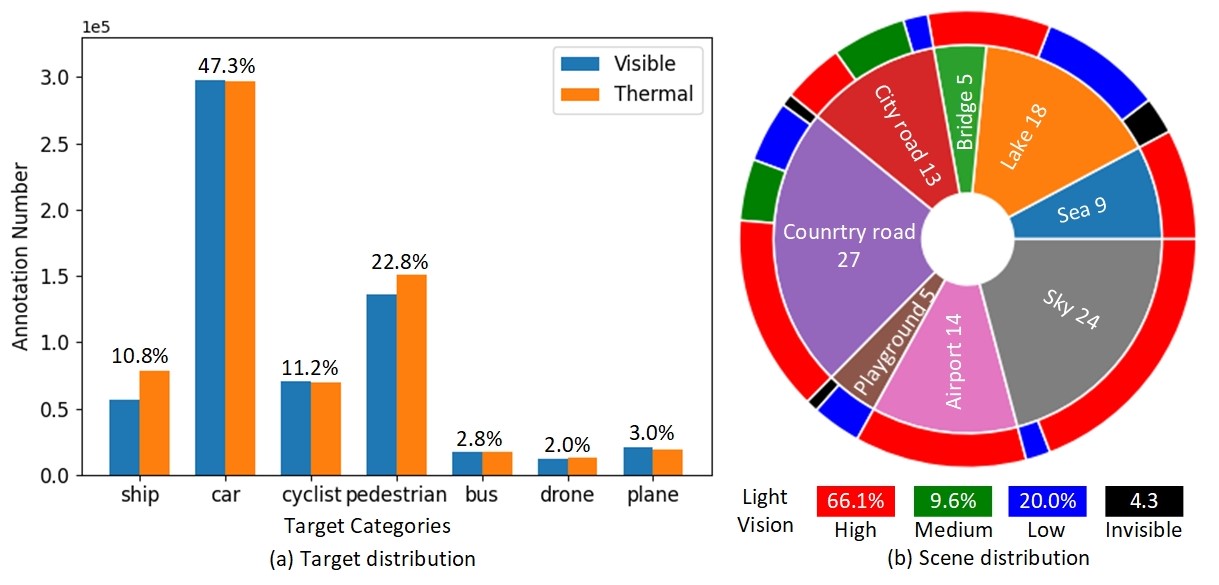 1e5
3.0
2.5
2.0
1.5
1.0
0.5
0.0
Annotation Number
47.3%
22.8%
10.8%
11.2%
2.8%
2.0%
3.0%
Visible
Thermal
ship
car
cyclist
pedestrian
bus
drone
plane
Target Categories
(a) Target distribution
City road 13
Bridge 5
Lake 18
Sea 9
Counrtry road
27
Playground 5
Airport 14
Sky 24
Light
Vision
66.1%
9.6%
20.0%
4.3
High
Medium
Low
Invisible
(b) Scene distribution